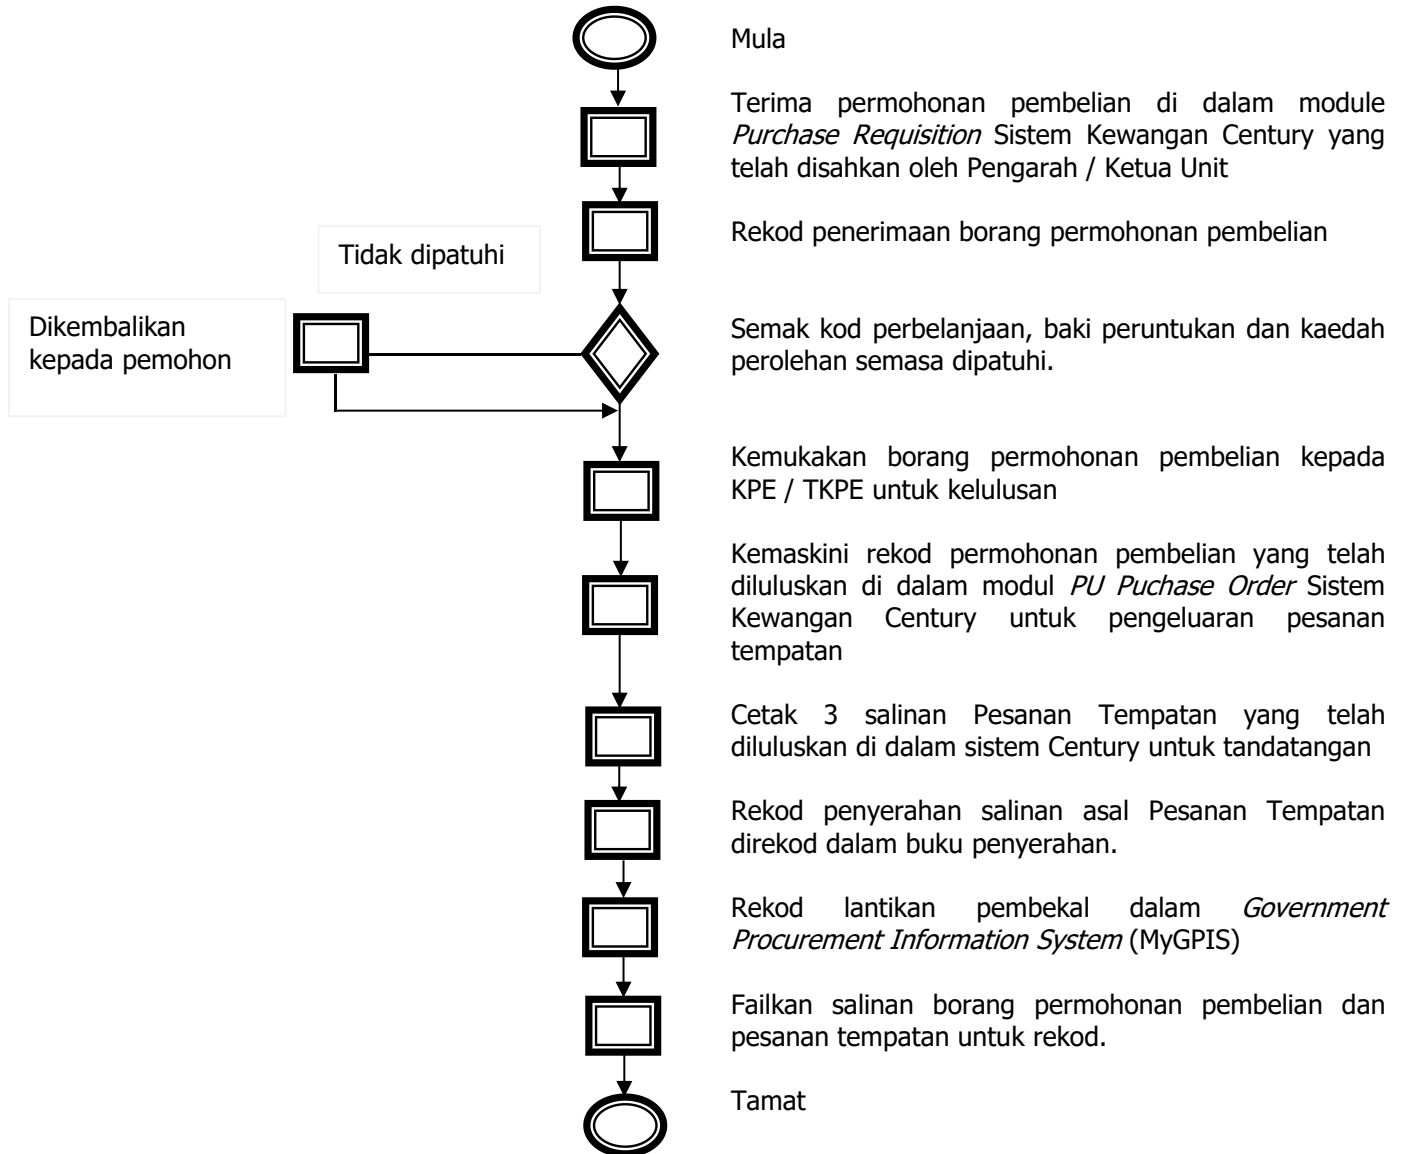 Mula
Terima permohonan pembelian di dalam module
Purchase Requisition Sistem Kewangan Century yang
telah disahkan oleh Pengarah / Ketua Unit
Rekod penerimaan borang permohonan pembelian
Tidak dipatuhi
Dikembalikan
kepada pemohon
Semak kod perbelanjaan, baki peruntukan dan kaedah
perolehan semasa dipatuhi.
Kemukakan borang permohonan pembelian kepada
KPE / TKPE untuk kelulusan
Kemaskini rekod permohonan pembelian yang telah
diluluskan di dalam modul PU Puchase Order Sistem
Kewangan Century untuk pengeluaran pesanan
tempatan
Cetak 3 salinan Pesanan Tempatan yang telah
diluluskan di dalam sistem Century untuk tandatangan
Rekod penyerahan salinan asal Pesanan Tempatan
direkod dalam buku penyerahan.
Rekod lantikan pembekal dalam Government
Procurement Information System (MyGPIS)
Failkan salinan borang permohonan pembelian dan
pesanan tempatan untuk rekod.
Tamat